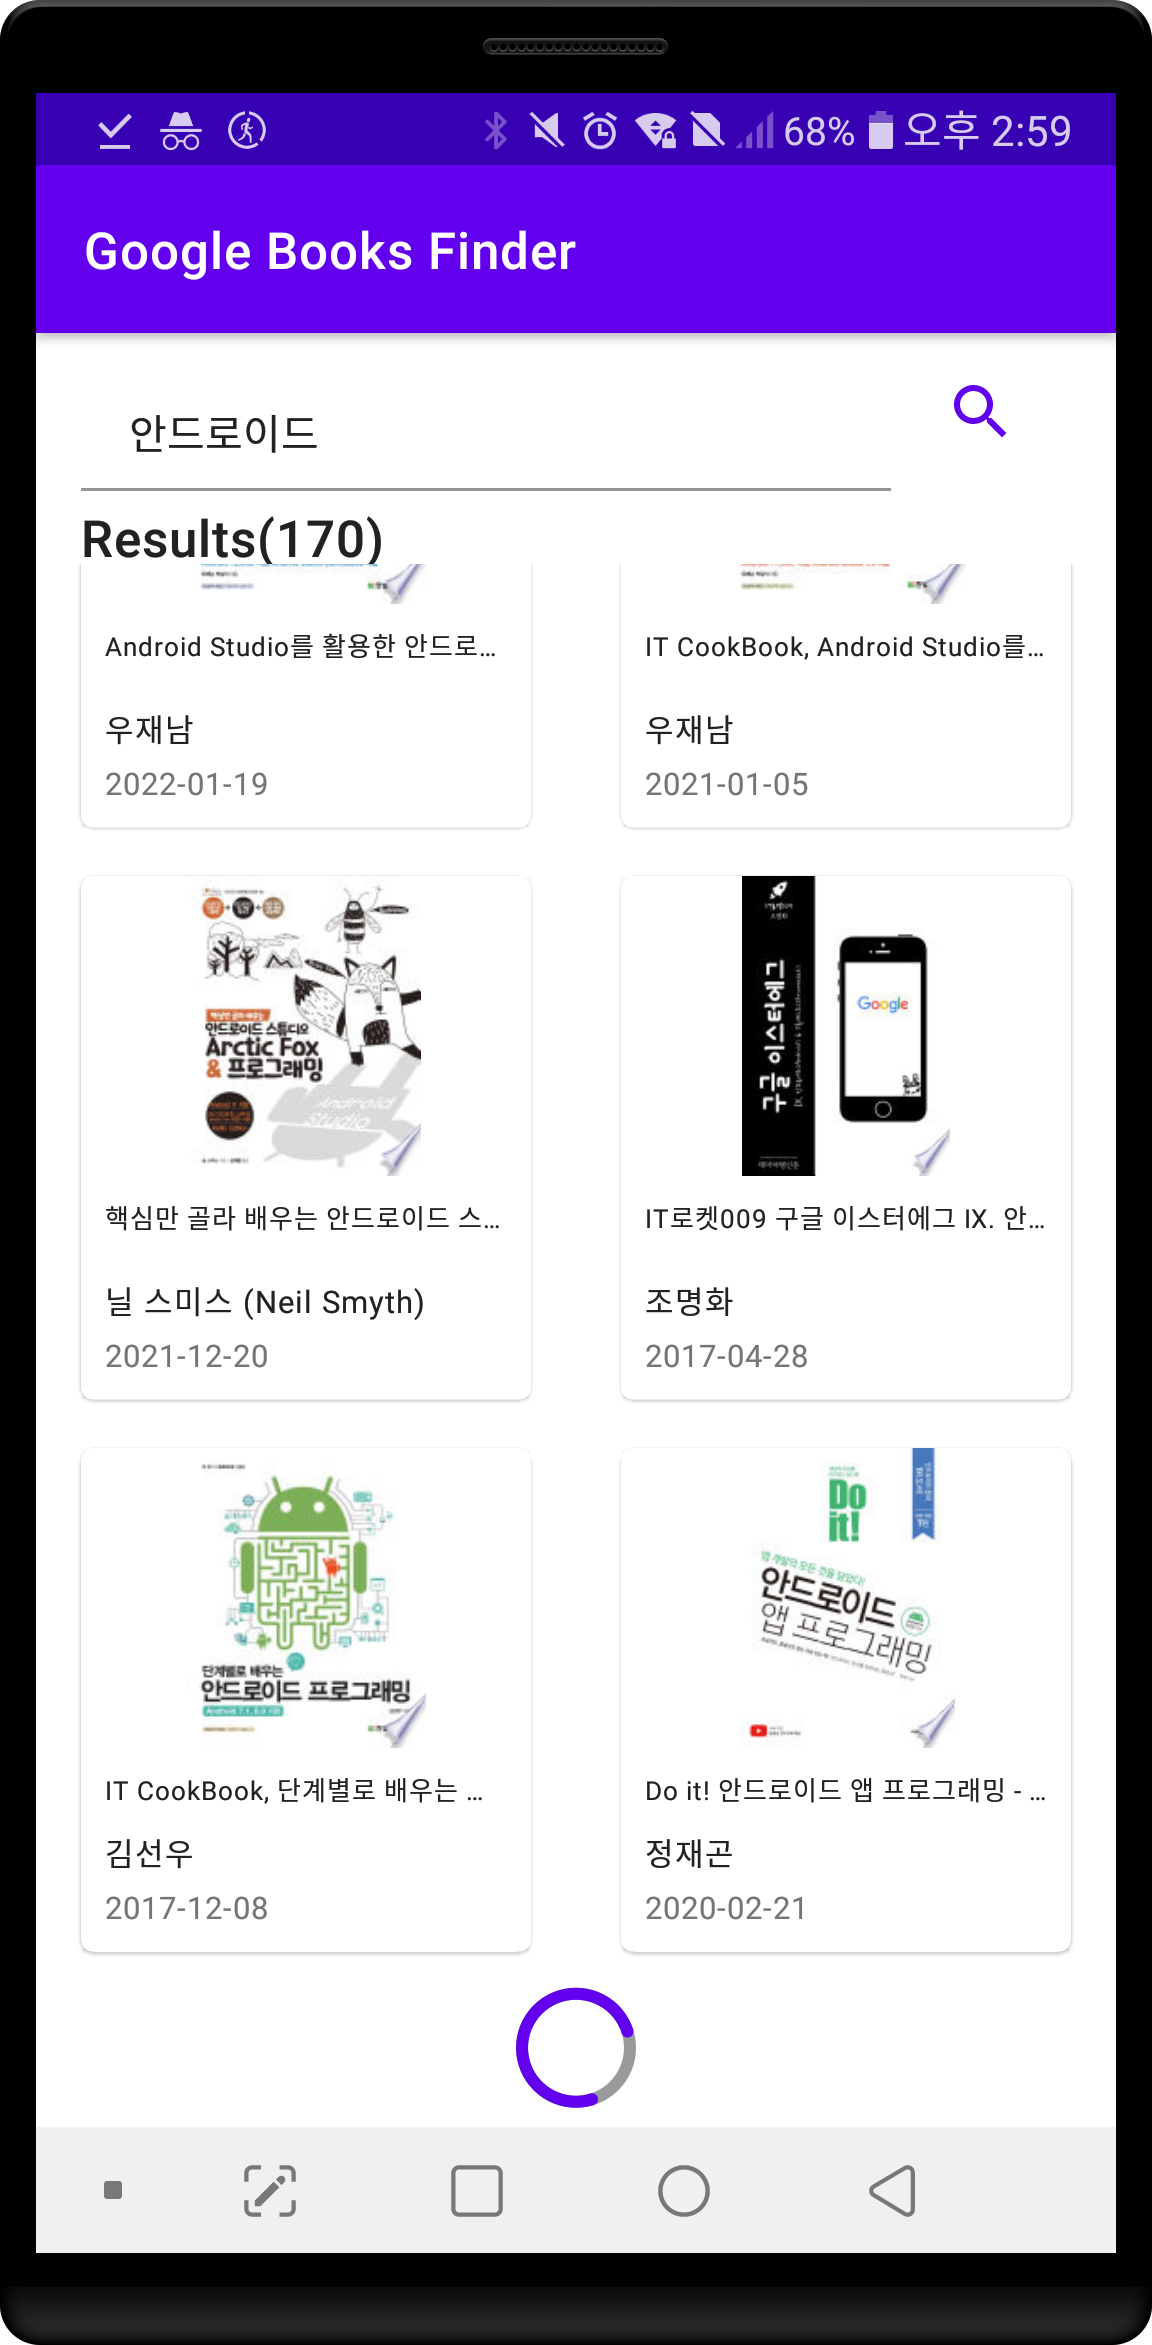 68% 오후 2:59
Google Books Finder
안드로이드
Results(170)
Android Studio를 활용한 안드로...
우재남
2022-01-19
IT CookBook, Android Studio를...
우재남
2021-01-05
핵심만 골라 배우는
안드로이드 스튜디오
Arctic Fox
& 프로그래밍
Android
Studio
핵심만 골라 배우는 안드로이드 스...
닐 스미스 (Neil Smyth)
2021-12-20
구글 이스터에그
Google
IT로켓009 구글 이스터에그 IX. 안...
조명화
2017-04-28
단계별로 배우는
안드로이드 프로그래밍
IT CookBook, 단계별로 배우는 ...
김선우
2017-12-08
Do
it!
안드로이드
앱 프로그래밍
Do it! 안드로이드 앱 프로그래밍 - ...
정재곤
2020-02-21